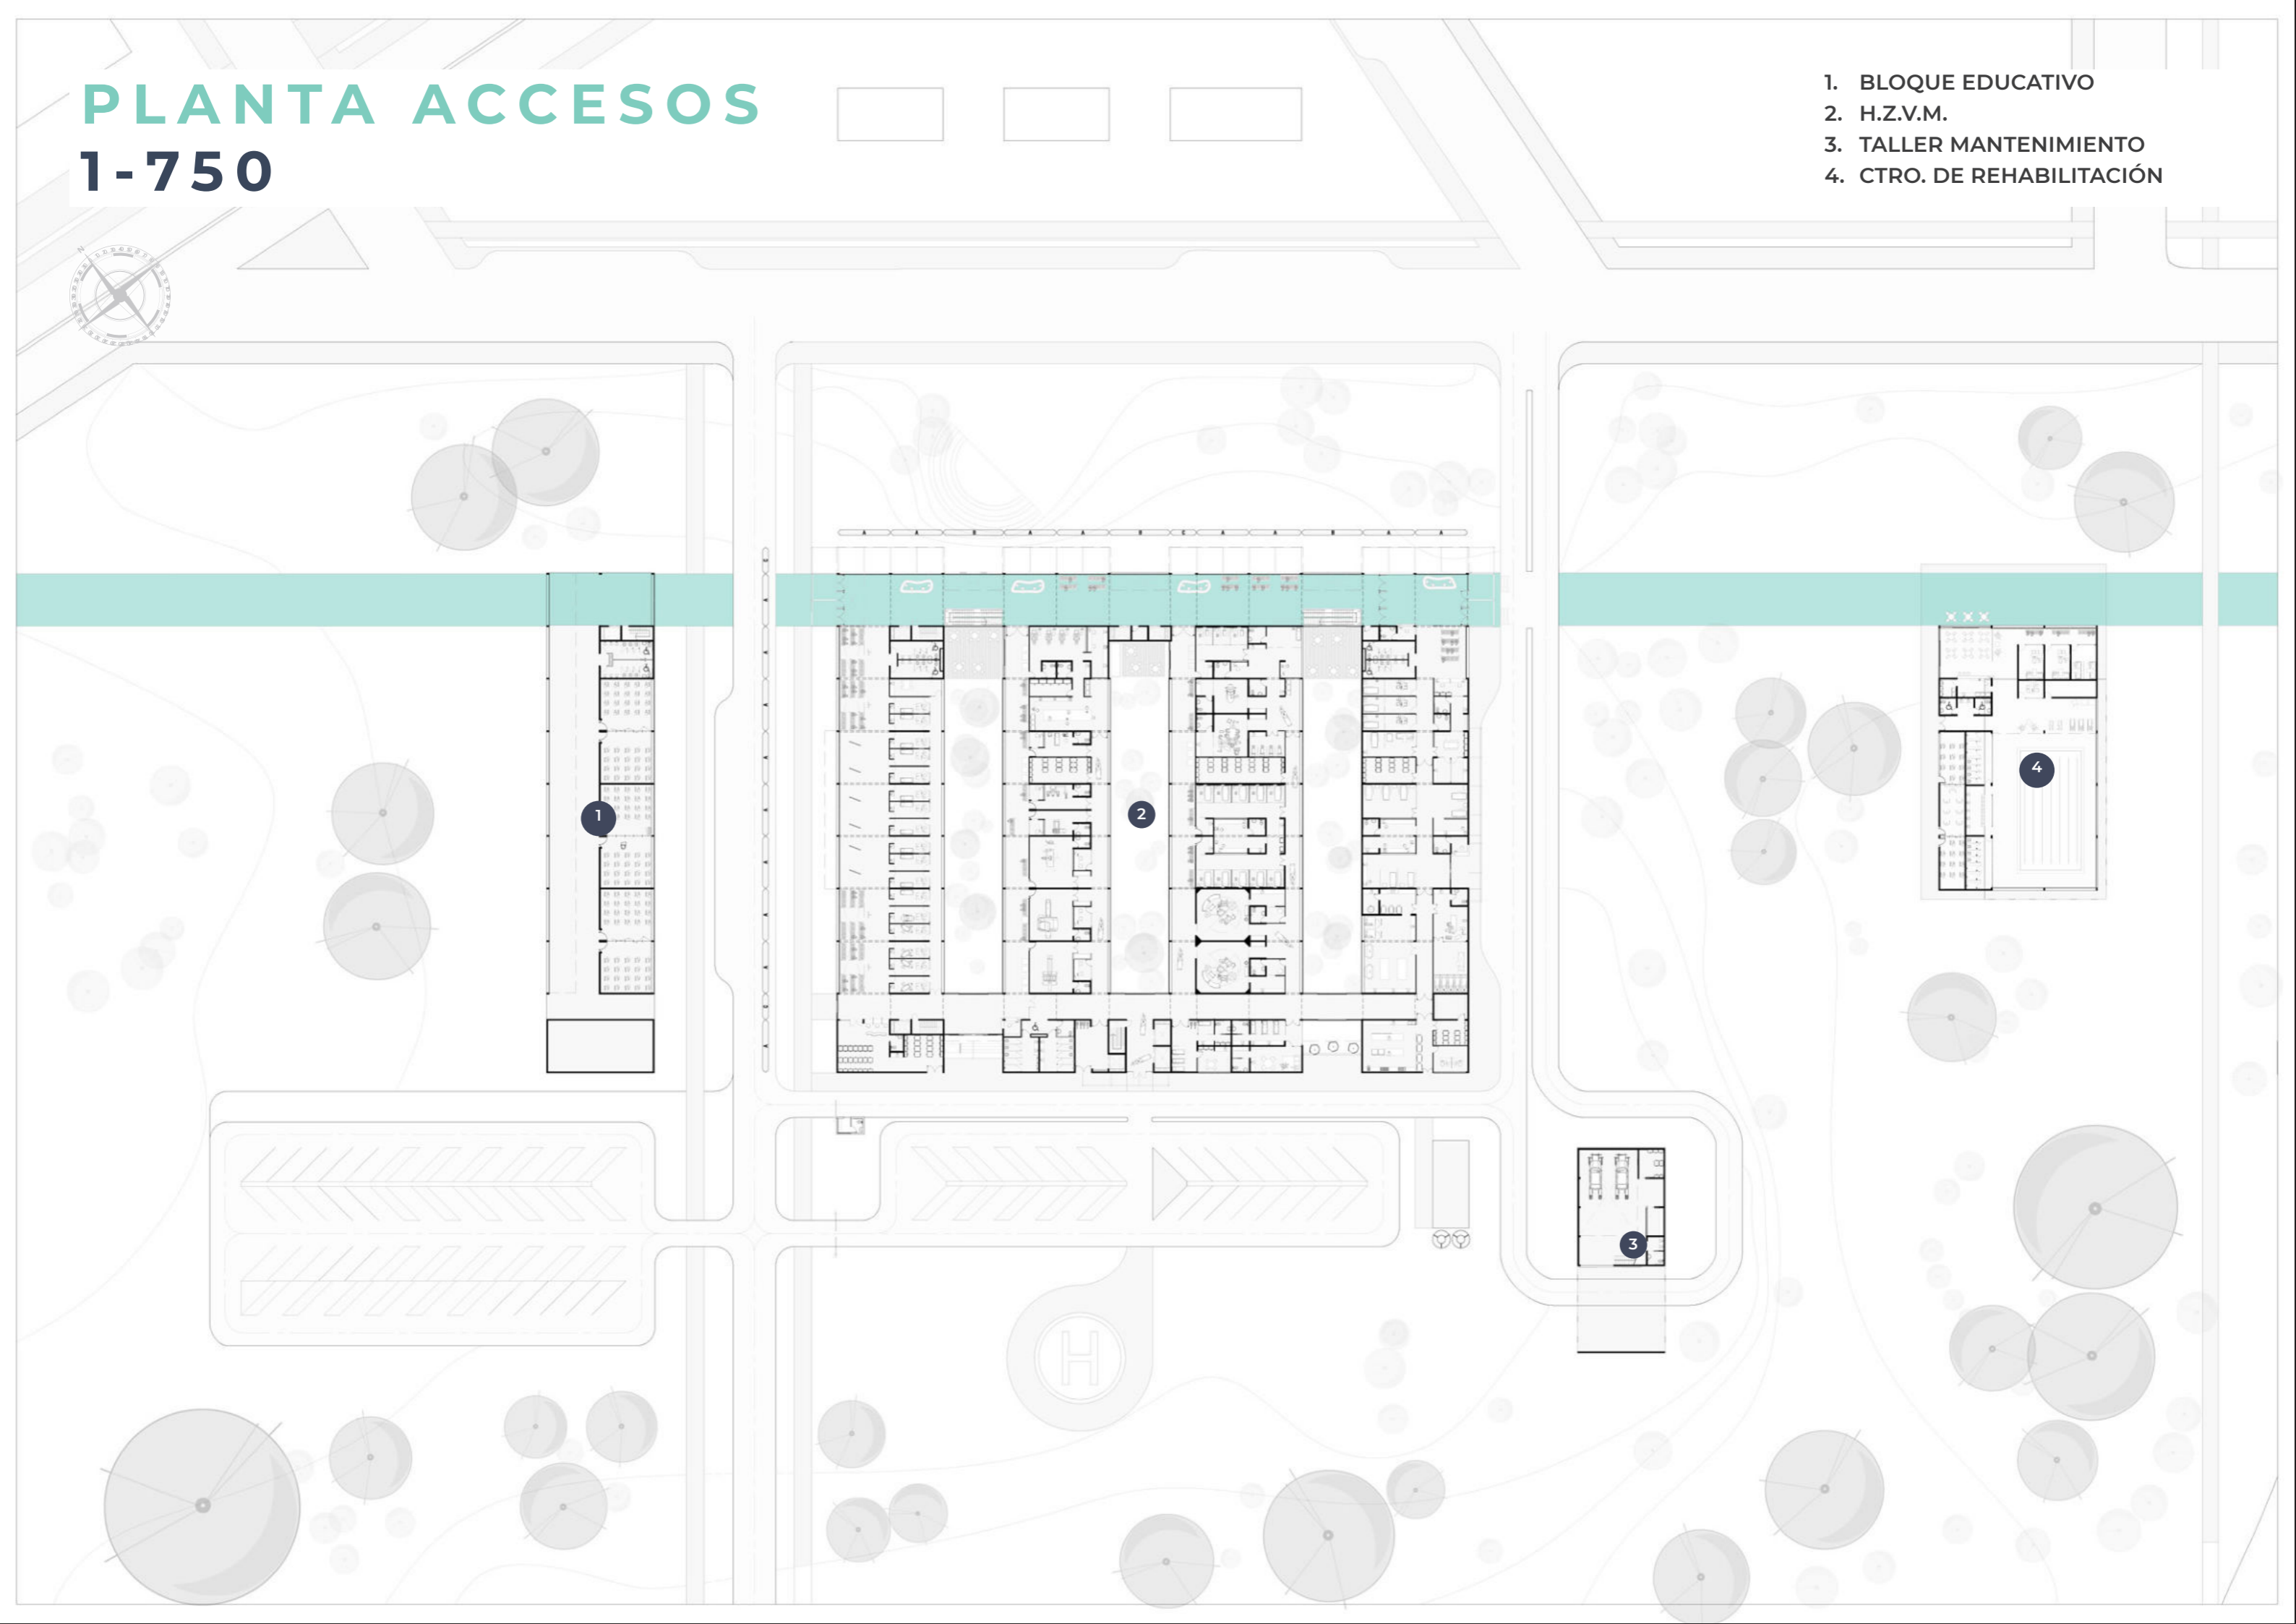 PLANTA ACCESOS
1-750
1. BLOQUE EDUCATIVO
2. H.Z.V.M.
3. TALLER MANTENIMIENTO
4. CTRO. DE REHABILITACIÓN
N
1
2
4
3
H